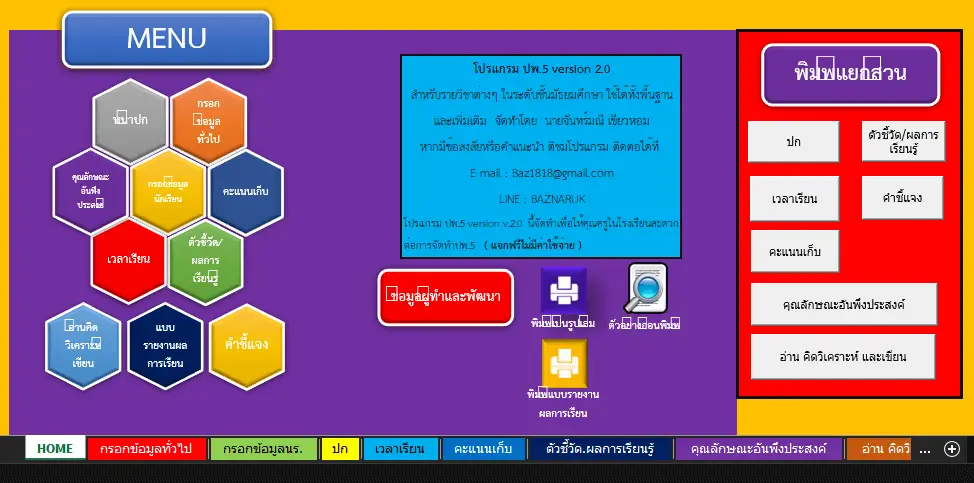 MENU
หน้าปก
กรอก
ข้อมูล
ทั่วไป
คุณลักษณะ
อันพึง
ประสงค์
กรอกข้อมูล
นักเรียน
คะแนนเก็บ
เวลาเรียน
ตัวชี้วัด/
ผลการ
เรียนรู้
อ่านคิด
วิเคราะห์
เขียน
แบบ
รายงานผล
การเรียน
คำชี้แจง
โปรแกรม ปพ.5 version 2.0
สำหรับรายวิชาต่างๆ ในระดับชั้นมัธยมศึกษา ใช้ได้ทั้งพื้นฐาน
และเพิ่มเติม จัดทำโดย นายจันทร์มณี เขียวหอม
หากมีข้อสงสัยหรือคำแนะนำ ติชมโปรแกรม ติดต่อได้ที่
E-mail : Baz1818@gmail.com
LINE : BAZNARUK
โปรแกรม ปพ.5 version v.2.0 นี้จัดทำเพื่อให้คุณครูในโรงเรียนสะดวก
ต่อการจัดทำปพ.5 ( แจกฟรีไม่มีค่าใช้จ่าย )
ข้อมูลผู้ทำและพัฒนา
พิมพ์เป็นรูปเล่ม
ตัวอย่างก่อนพิมพ์
พิมพ์แบบรายงาน
ผลการเรียน
พิมพ์แยกส่วน
ปก
ตัวชี้วัด/ผลการ
เรียนรู้
เวลาเรียน
คำชี้แจง
คะแนนเก็บ
คุณลักษณะอันพึงประสงค์
อ่าน คิดวิเคราะห์ และเขียน
HOME
กรอกข้อมูลทั่วไป
กรอกข้อมูลนร.
ปก
เวลาเรียน
คะแนนเก็บ
ตัวชี้วัด.ผลการเรียนรู้
คุณลักษณะอันพึงประสงค์
อ่าน คิดวิ
...